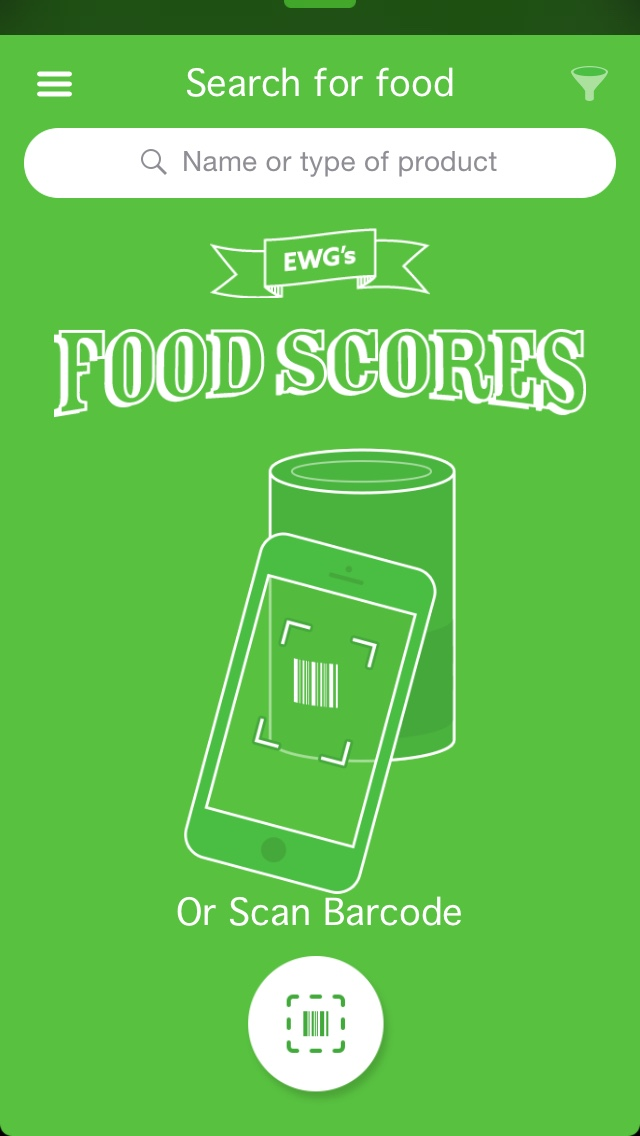 Search for food
Name or type of product
EWG's
FOOD SCORES
Or Scan Barcode